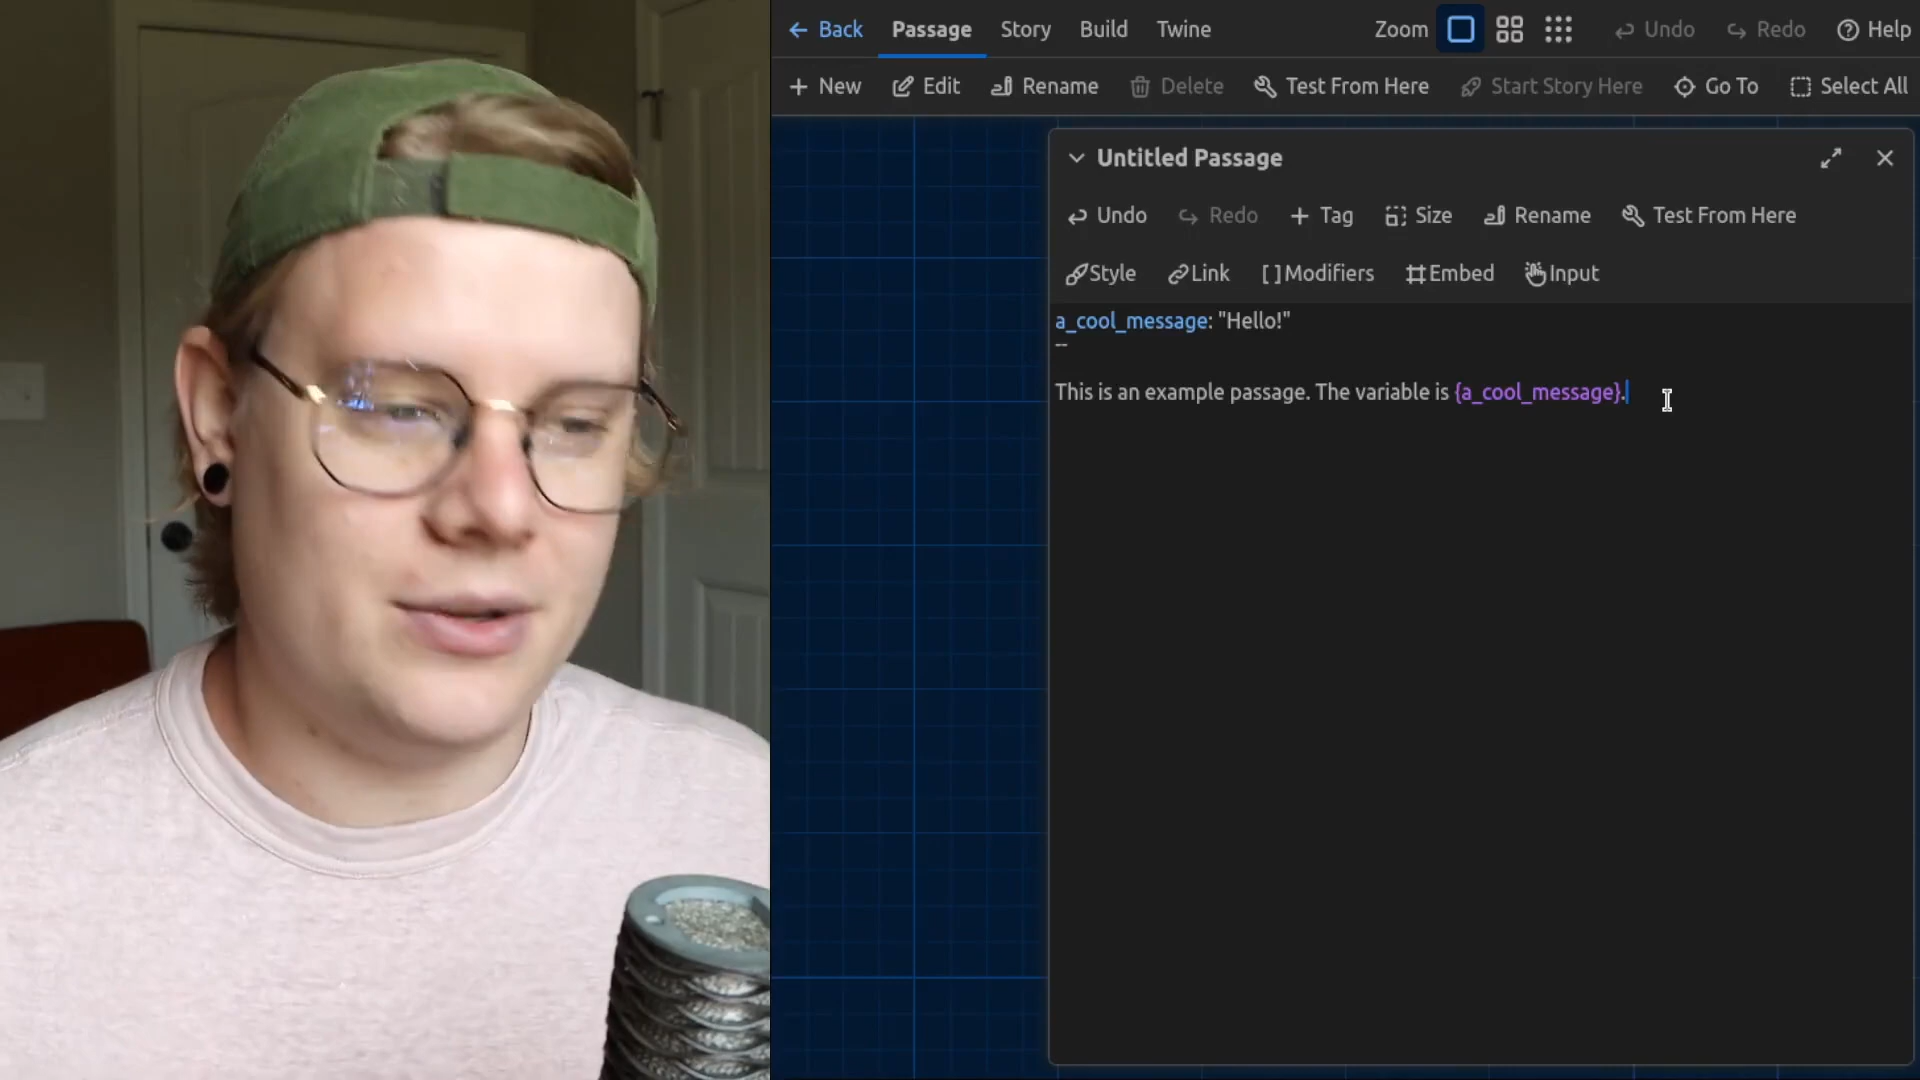 Back Passage Story Build Twine Zoom Undo Redo Help
New Edit Rename Delete Test From Here Start Story Here Go To Select All
Untitled Passage
Undo Redo Tag Size Rename Test From Here
Style Link [ ]Modifiers Embed Input
a_cool_message: "Hello!"
--
This is an example passage. The variable is {a_cool_message}.